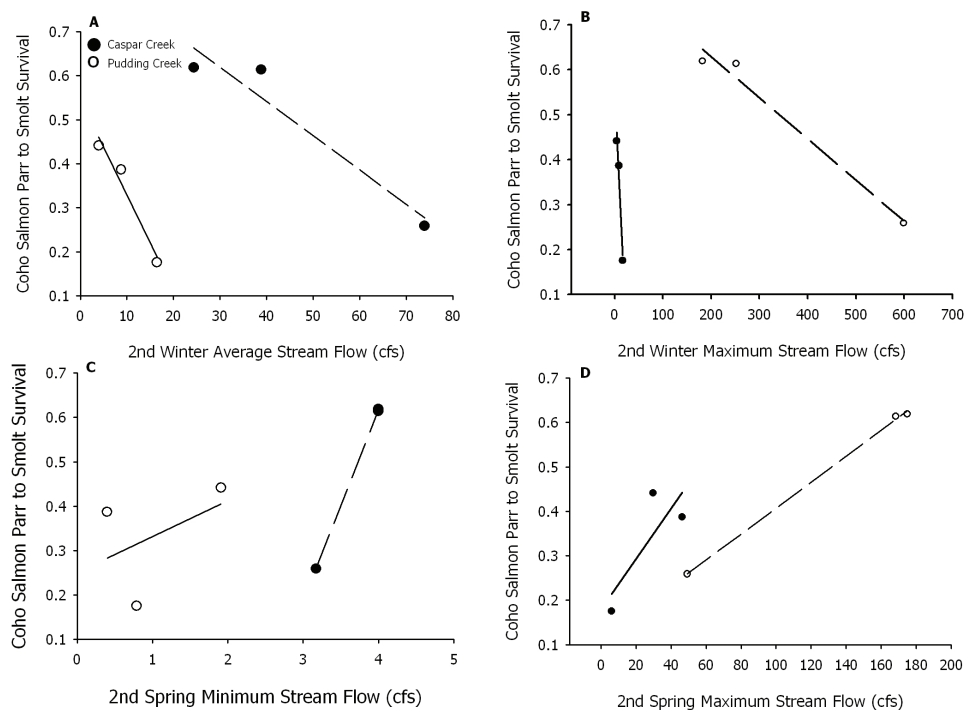 A
Caspar Creek
Pudding Creek
Coho Salmon Parr to Smolt Survival
0.7
0.6
0.5
0.4
0.3
0.2
0.1
0 10 20 30 40 50 60 70 80
2nd Winter Average Stream Flow (cfs)
B
Coho Salmon Parr to Smolt Survival
0.7
0.6
0.5
0.4
0.3
0.2
0.1
0 100 200 300 400 500 600 700
2nd Winter Maximum Stream Flow (cfs)
C
Coho Salmon Parr to Smolt Survival
0.7
0.6
0.5
0.4
0.3
0.2
0.1
0 1 2 3 4 5
2nd Spring Minimum Stream Flow (cfs)
D
Coho Salmon Parr to Smolt Survival
0.7
0.6
0.5
0.4
0.3
0.2
0.1
0 20 40 60 80 100 120 140 160 180 200
2nd Spring Maximum Stream Flow (cfs)